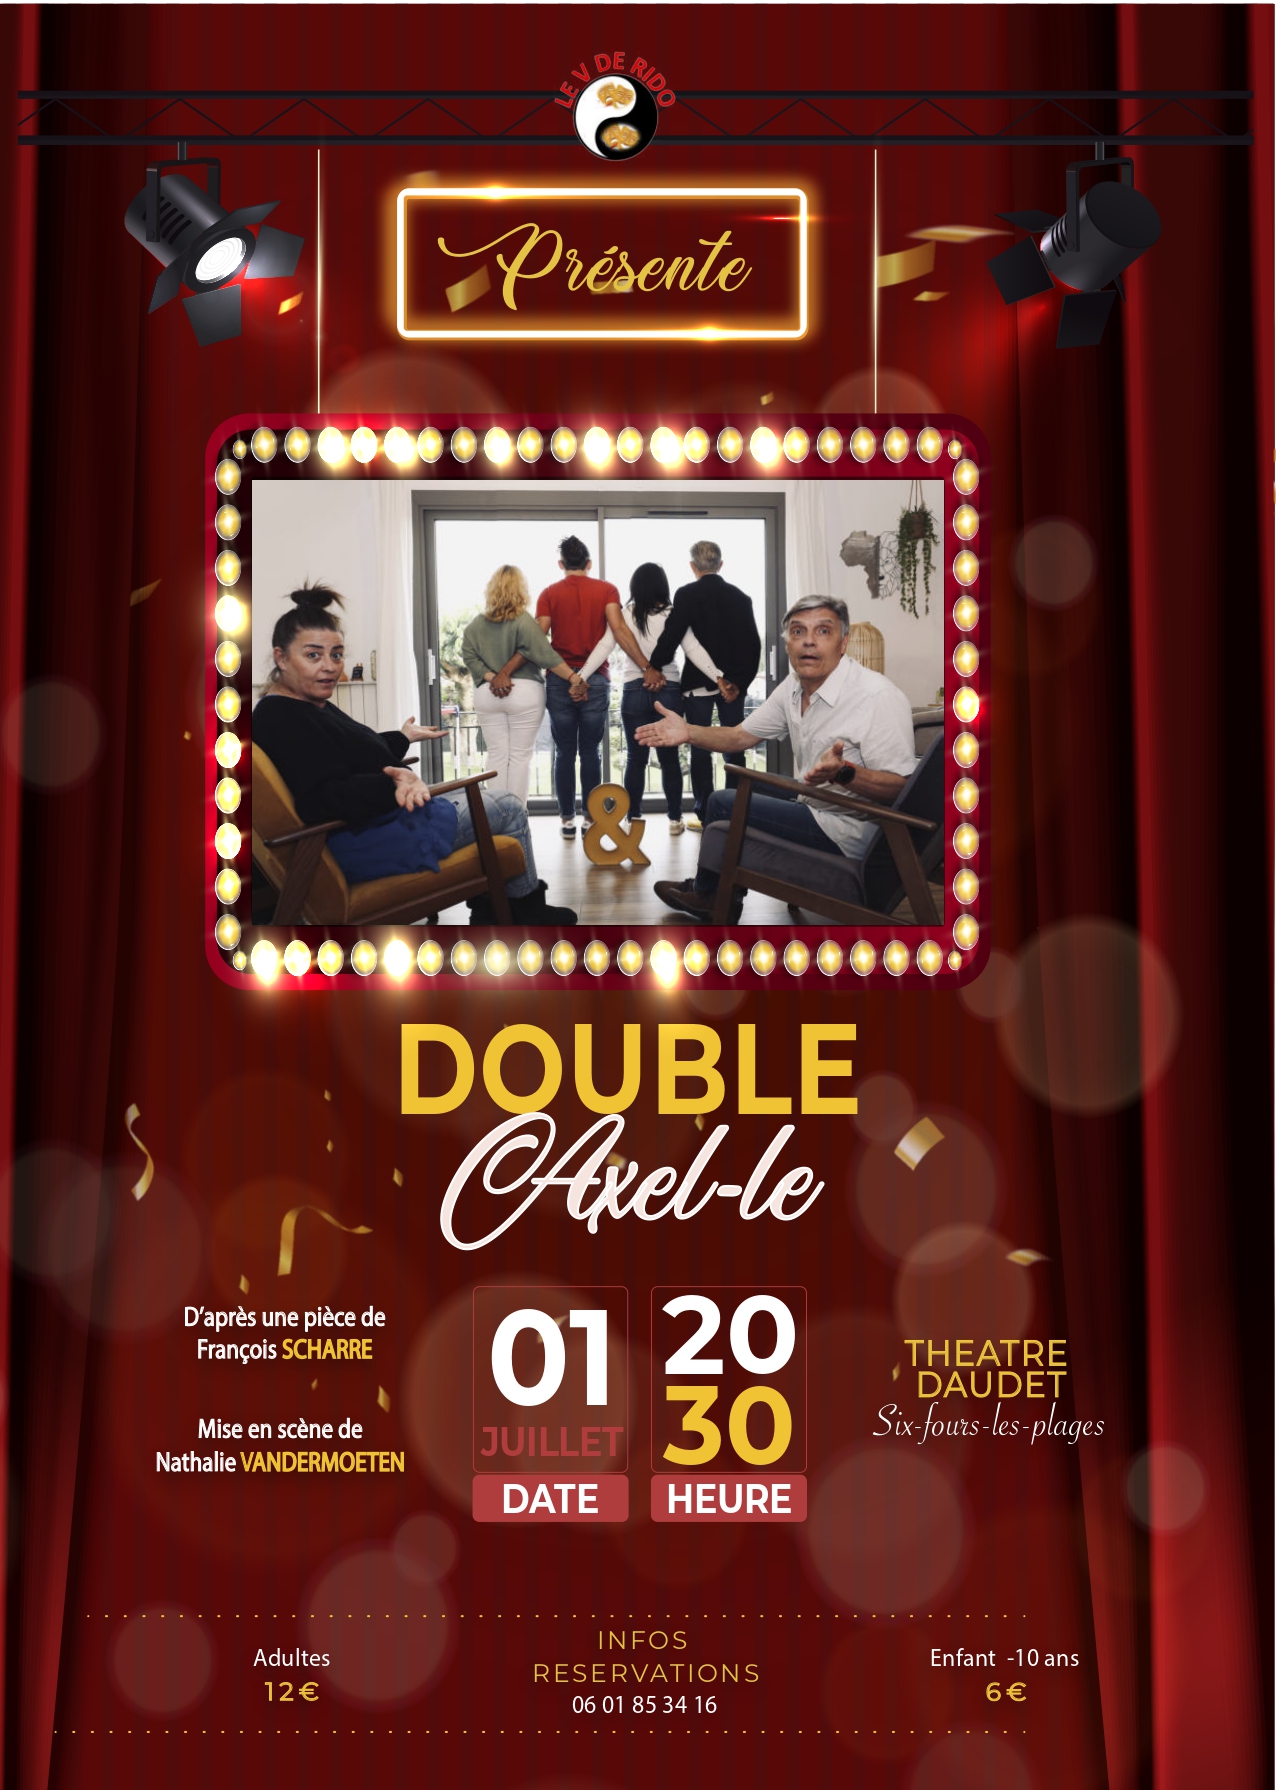 LE V DE RIDO
Présente
&
DOUBLE
Axel-le
D'après une pièce de
François SCHARRE
Mise en scène de
Nathalie VANDERMOETEN
01
JUILLET
DATE
20
30
HEURE
THEATRE
DAUDET
Six-fours-les-plages
Adultes
12€
INFOS
RESERVATIONS
06 01 85 34 16
Enfant -10 ans
6€